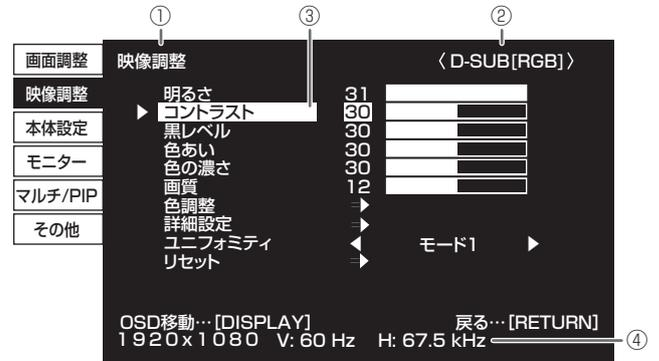 ① ③ ②
画面調整
映像調整
本体設定
モニター
マルチ/PIP
その他
映像調整 〈 D-SUB[RGB] 〉
明るさ 31
コントラスト 30
黒レベル 30
色あい 30
色の濃さ 30
画質 12
色調整
詳細設定
ユニフォミティ モード1
リセット
OSD移動…[DISPLAY] 戻る…[RETURN]
1920x1080 V: 60 Hz H: 67.5 kHz ④